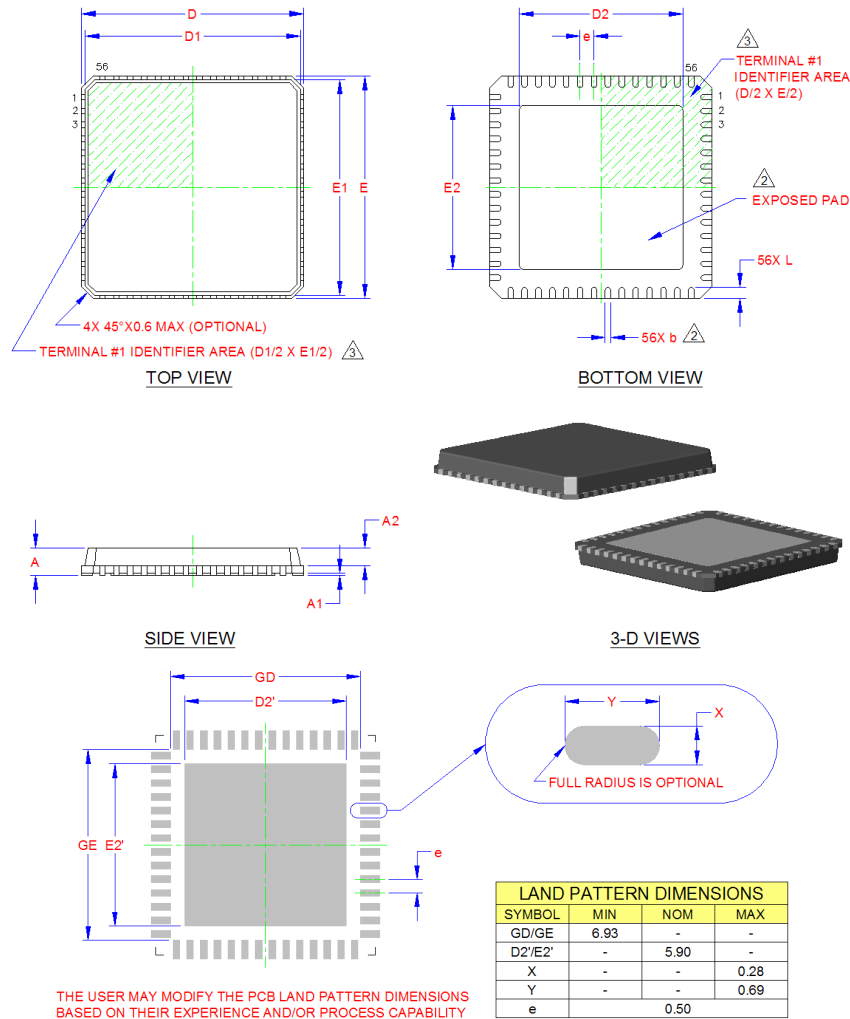 D
D1
56
1
2
3
E1
E
4X 45°X0.6 MAX (OPTIONAL)
TERMINAL #1 IDENTIFIER AREA (D1/2 X E1/2) 3
TOP VIEW
D2
e
3
TERMINAL #1
IDENTIFIER AREA
(D/2 X E/2)
56
1
2
3
E2
2
EXPOSED PAD
56X L
56X b 2
BOTTOM VIEW
A
A2
A1
SIDE VIEW
3-D VIEWS
GD
D2'
GE
E2'
e
Y
X
FULL RADIUS IS OPTIONAL
LAND PATTERN DIMENSIONS
SYMBOL MIN NOM MAX
GD/GE 6.93 - -
D2'/E2' - 5.90 -
X - - 0.28
Y - - 0.69
e 0.50
THE USER MAY MODIFY THE PCB LAND PATTERN DIMENSIONS
BASED ON THEIR EXPERIENCE AND/OR PROCESS CAPABILITY